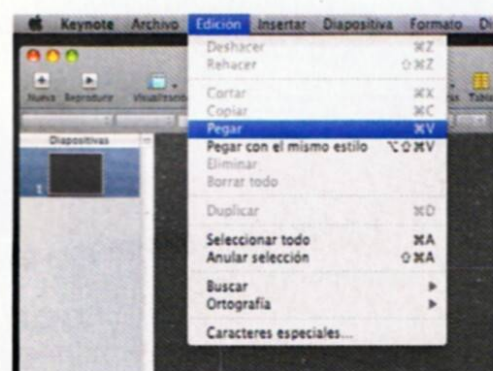 Keynote Archivo Edición Insertar Diapositiva Formato
Deshacer ⌘Z
Rehacer ⇧⌘Z
Cortar ⌘X
Copiar ⌘C
Pegar ⌘V
Pegar con el mismo estilo ⌥⇧⌘V
Eliminar
Borrar todo
Duplicar ⌘D
Seleccionar todo ⌘A
Anular selección ⇧⌘A
Buscar
Ortografía
Caracteres especiales...
Nueva Reproducir
Diapositivas
1